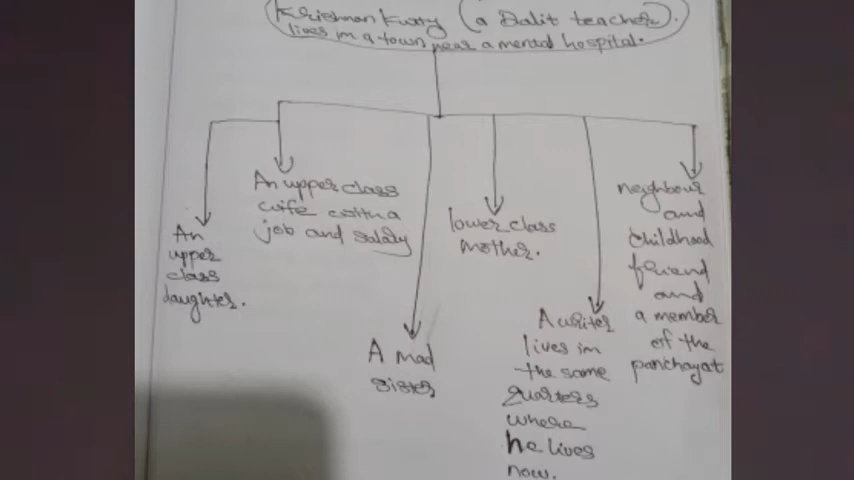 Krishnan Kutty (a Dalit teacher).
lives in a town near a mental hospital.
An
upper
class
daughter.
An upper class
wife with a
job and salary
A mad
sister
lower class
mother.
A writer
lives in
the same
quarters
where
he lives
now.
neighbour
and
childhood
friend
and
a member
of the
panchayat